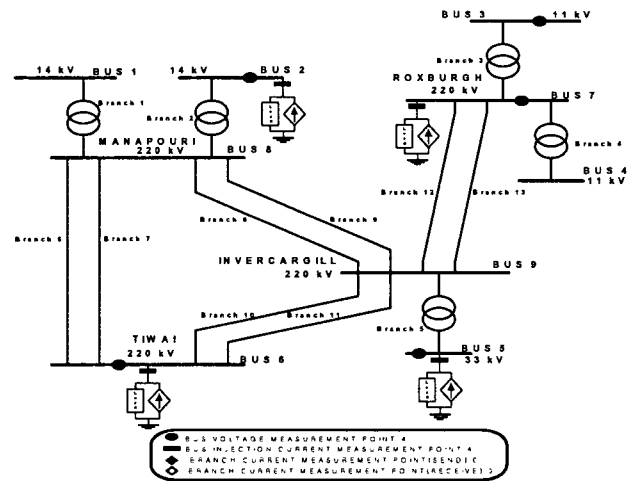 BUS 3
11 kV
Branch 3
14 kV
BUS 1
14 kV
BUS 2
ROXBURGH
220 kV
BUS 7
Branch 1
Branch 2
Branch 4
MANAPOURI
220 kV
BUS 8
BUS 4
11 kV
Branch 12
Branch 13
Branch 7
Branch 9
INVERCARGILL
220 kV
BUS 9
Branch 10
Branch 11
Branch 5
TIWAI
220 kV
BUS 6
BUS 5
33 kV
BUS VOLTAGE MEASUREMENT POINT 4
BUS INJECTION CURRENT MEASUREMENT POINT 4
BRANCH CURRENT MEASUREMENT POINT(SEND)
BRANCH CURRENT MEASUREMENT POINT(RECEIVE)